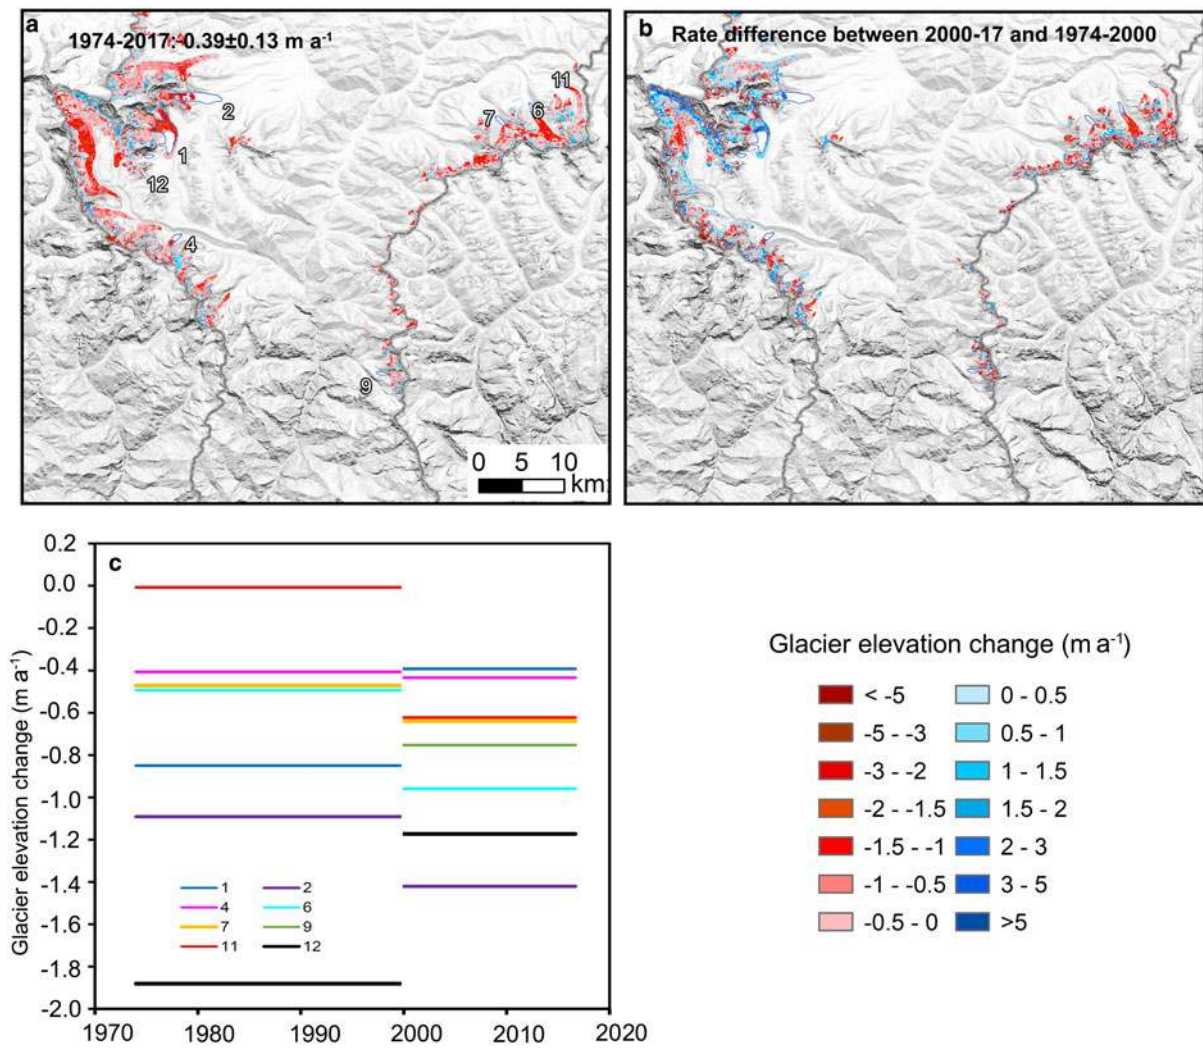 a
1974-2017:-0.39±0.13 m a⁻¹
2
1
12
4
7
6
11
9
0 5 10
km
b
Rate difference between 2000-17 and 1974-2000
c
Glacier elevation change (m a⁻¹)
0.2
0.0
-0.2
-0.4
-0.6
-0.8
-1.0
-1.2
-1.4
-1.6
-1.8
-2.0
1970 1980 1990 2000 2010 2020
1 2
4 6
7 9
11 12
Glacier elevation change (m a⁻¹)
< -5 0 - 0.5
-5 - -3 0.5 - 1
-3 - -2 1 - 1.5
-2 - -1.5 1.5 - 2
-1.5 - -1 2 - 3
-1 - -0.5 3 - 5
-0.5 - 0 >5